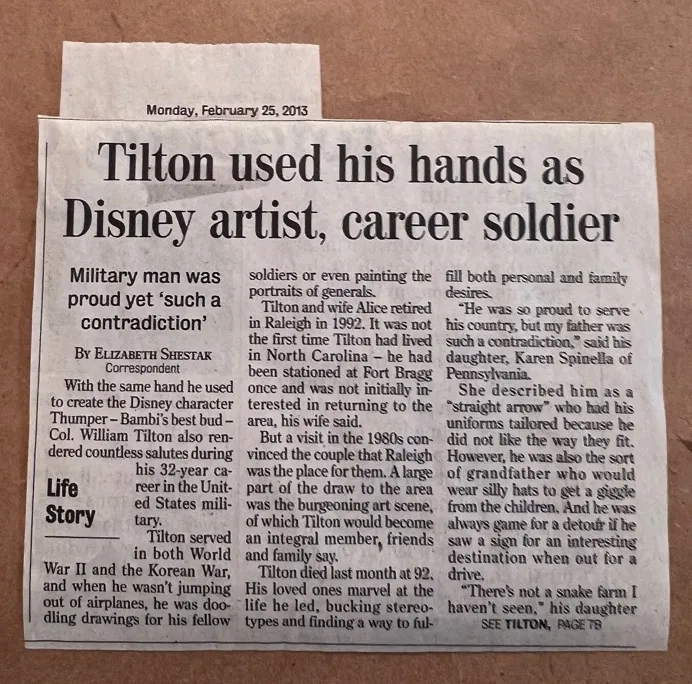 Monday, February 25, 2013
Tilton used his hands as
Disney artist, career soldier
Military man was
proud yet ‘such a
contradiction’
BY ELIZABETH SHESTAK
Correspondent
With the same hand he used
to create the Disney character
Thumper – Bambi's best bud –
Col. William Tilton also ren-
dered countless salutes during
his 32-year ca-
reer in the Unit-
ed States mili-
tary.
Life
Story
Tilton served
in both World
War II and the Korean War,
and when he wasn't jumping
out of airplanes, he was doo-
dling drawings for his fellow
soldiers or even painting the
portraits of generals.
Tilton and wife Alice retired
in Raleigh in 1992. It was not
the first time Tilton had lived
in North Carolina – he had
been stationed at Fort Bragg
once and was not initially in-
terested in returning to the
area, his wife said.
But a visit in the 1980s con-
vinced the couple that Raleigh
was the place for them. A large
part of the draw to the area
was the burgeoning art scene,
of which Tilton would become
an integral member, friends
and family say.
Tilton died last month at 92.
His loved ones marvel at the
life he led, bucking stereo-
types and finding a way to ful-
fill both personal and family
desires.
“He was so proud to serve
his country, but my father was
such a contradiction,” said his
daughter, Karen Spinella of
Pennsylvania.
She described him as a
“straight arrow” who had his
uniforms tailored because he
did not like the way they fit.
However, he was also the sort
of grandfather who would
wear silly hats to get a giggle
from the children. And he was
always game for a detour if he
saw a sign for an interesting
destination when out for a
drive.
“There's not a snake farm I
haven't seen,” his daughter
SEE TILTON, PAGE 7B